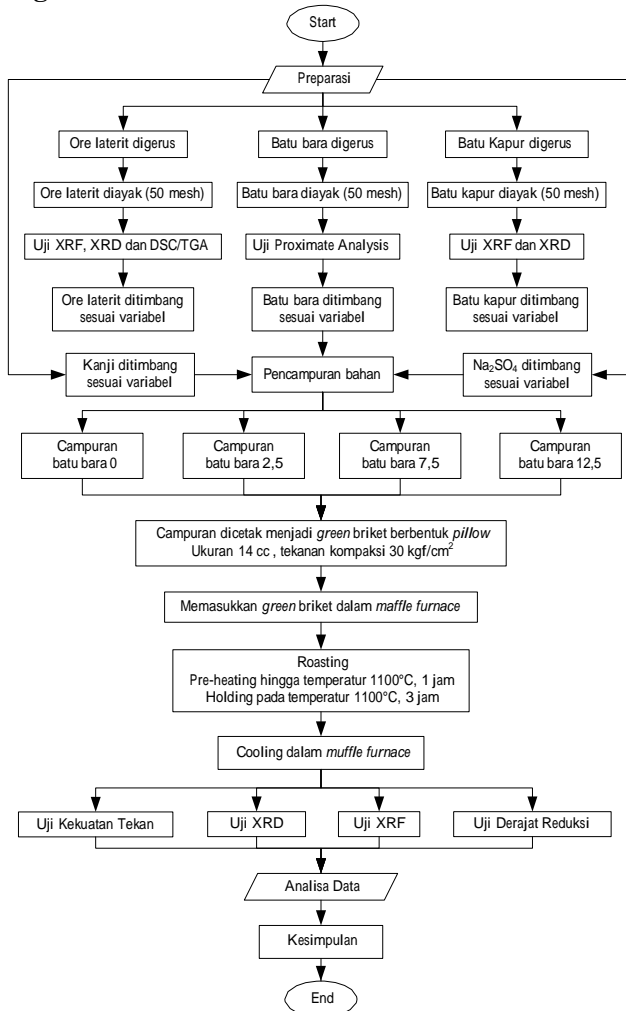 g
Start
Preparasi
Ore laterit digerus
Batu bara digerus
Batu Kapur digerus
Ore laterit diayak (50 mesh)
Batu bara diayak (50 mesh)
Batu kapur diayak (50 mesh)
Uji XRF, XRD dan DSC/TGA
Uji Proximate Analysis
Uji XRF dan XRD
Ore laterit ditimbang
sesuai variabel
Batu bara ditimbang
sesuai variabel
Batu kapur ditimbang
sesuai variabel
Kanji ditimbang
sesuai variabel
Pencampuran bahan
Na₂SO₄ ditimbang
sesuai variabel
Campuran
batu bara 0
Campuran
batu bara 2,5
Campuran
batu bara 7,5
Campuran
batu bara 12,5
Campuran dicetak menjadi green briket berbentuk pillow
Ukuran 14 cc , tekanan kompaksi 30 kgf/cm²
Memasukkan green briket dalam maffle furnace
Roasting
Pre-heating hingga temperatur 1100°C, 1 jam
Holding pada temperatur 1100°C, 3 jam
Cooling dalam muffle furnace
Uji Kekuatan Tekan
Uji XRD
Uji XRF
Uji Derajat Reduksi
Analisa Data
Kesimpulan
End